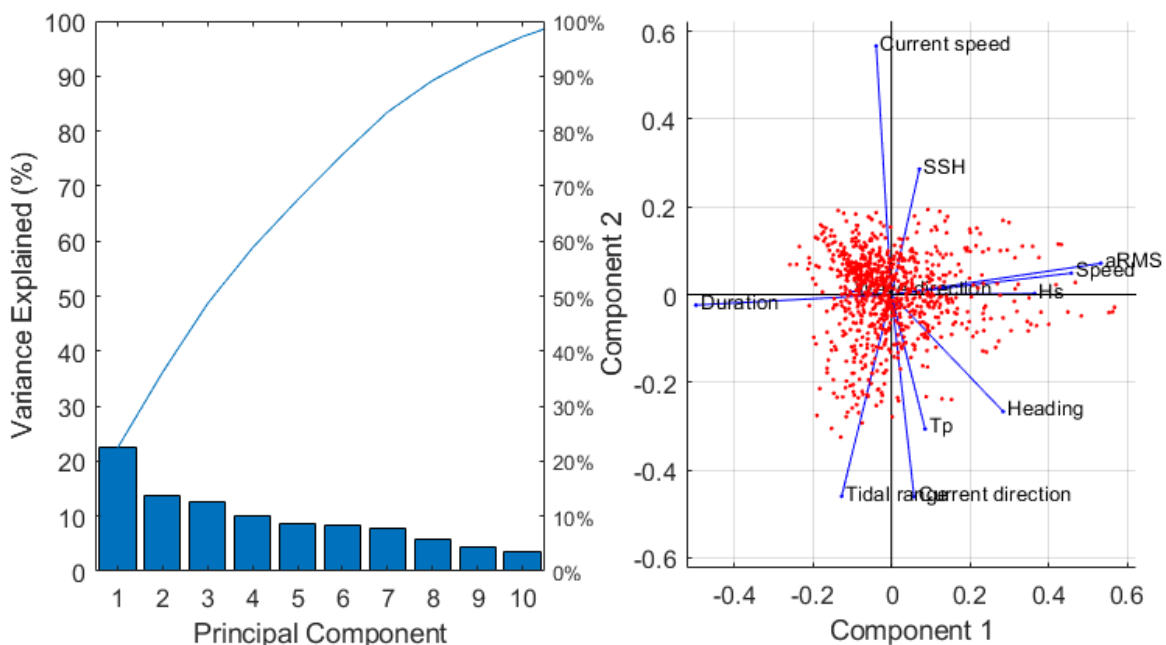 100
90
80
70
60
50
40
30
20
10
0
Variance Explained (%)
100%
90%
80%
70%
60%
50%
40%
30%
20%
10%
0%
1 2 3 4 5 6 7 8 9 10
Principal Component
0.6
0.4
0.2
0
-0.2
-0.4
-0.6
Component 2
Current speed
SSH
aRMS
Speed
direction
Hs
Duration
Heading
Tp
Tidal range
Current direction
-0.4 -0.2 0 0.2 0.4 0.6
Component 1